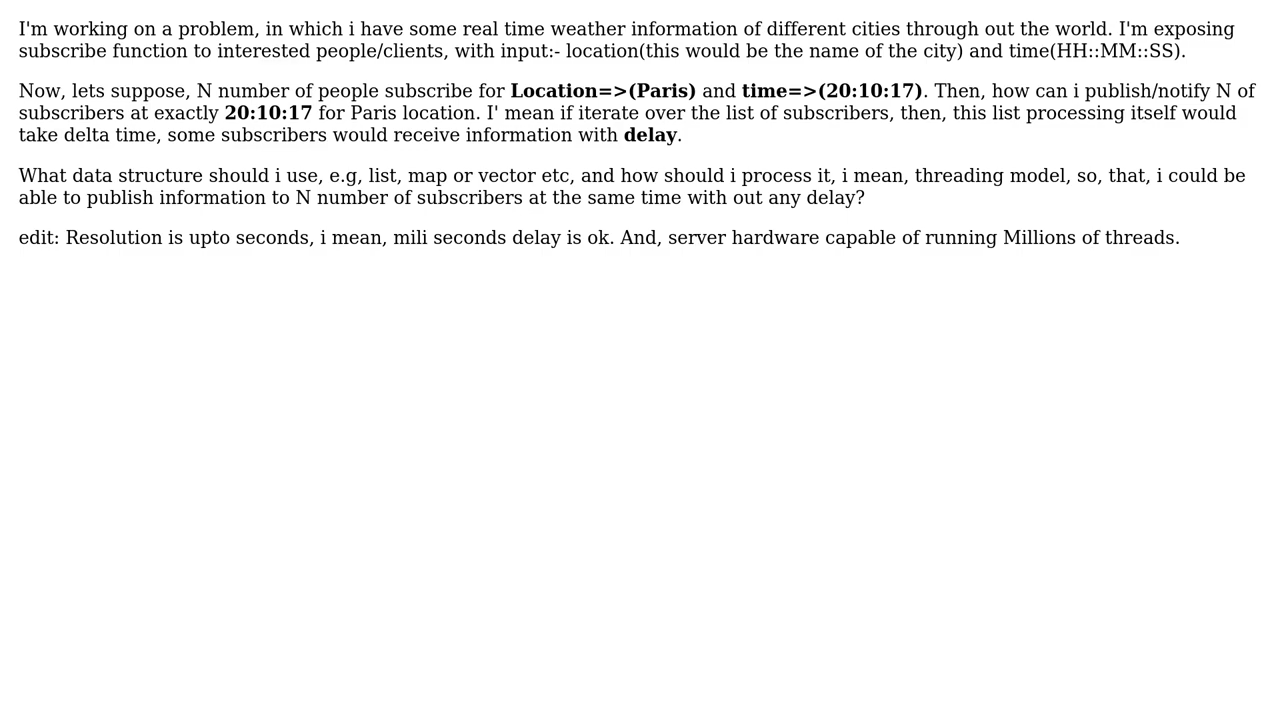 I'm working on a problem, in which i have some real time weather information of different cities through out the world. I'm exposing
subscribe function to interested people/clients, with input:- location(this would be the name of the city) and time(HH::MM::SS).
Now, lets suppose, N number of people subscribe for Location=>(Paris) and time=>(20:10:17). Then, how can i publish/notify N of
subscribers at exactly 20:10:17 for Paris location. I' mean if iterate over the list of subscribers, then, this list processing itself would
take delta time, some subscribers would receive information with delay.
What data structure should i use, e.g, list, map or vector etc, and how should i process it, i mean, threading model, so, that, i could be
able to publish information to N number of subscribers at the same time with out any delay?
edit: Resolution is upto seconds, i mean, mili seconds delay is ok. And, server hardware capable of running Millions of threads.